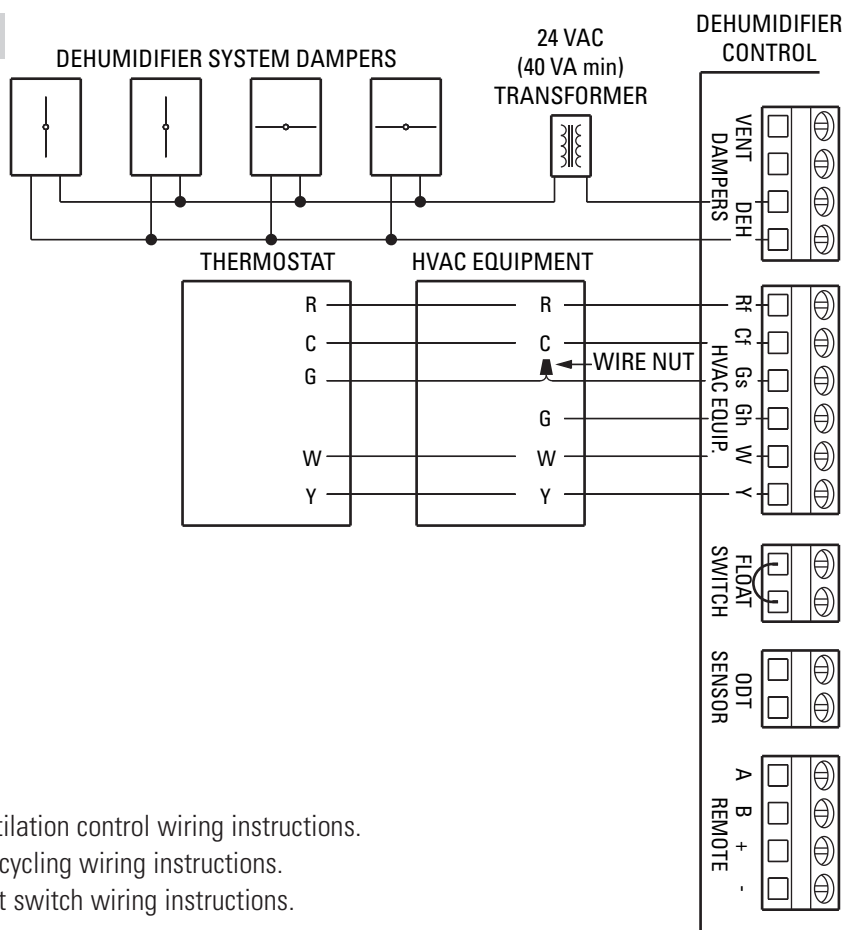 DEHUMIDIFIER
CONTROL
24 VAC
(40 VA min)
TRANSFORMER
DEHUMIDIFIER SYSTEM DAMPERS
VENT
DEH
DAMPERS
THERMOSTAT
HVAC EQUIPMENT
R
R
Rf
C
C
Cf
WIRE NUT
G
Gs
G
Gh
W
W
W
Y
Y
Y
HVAC EQUIP.
FLOAT
SWITCH
ODT
SENSOR
A
B
+
-
REMOTE
control wiring instructions.
cycling wiring instructions.
switch wiring instructions.